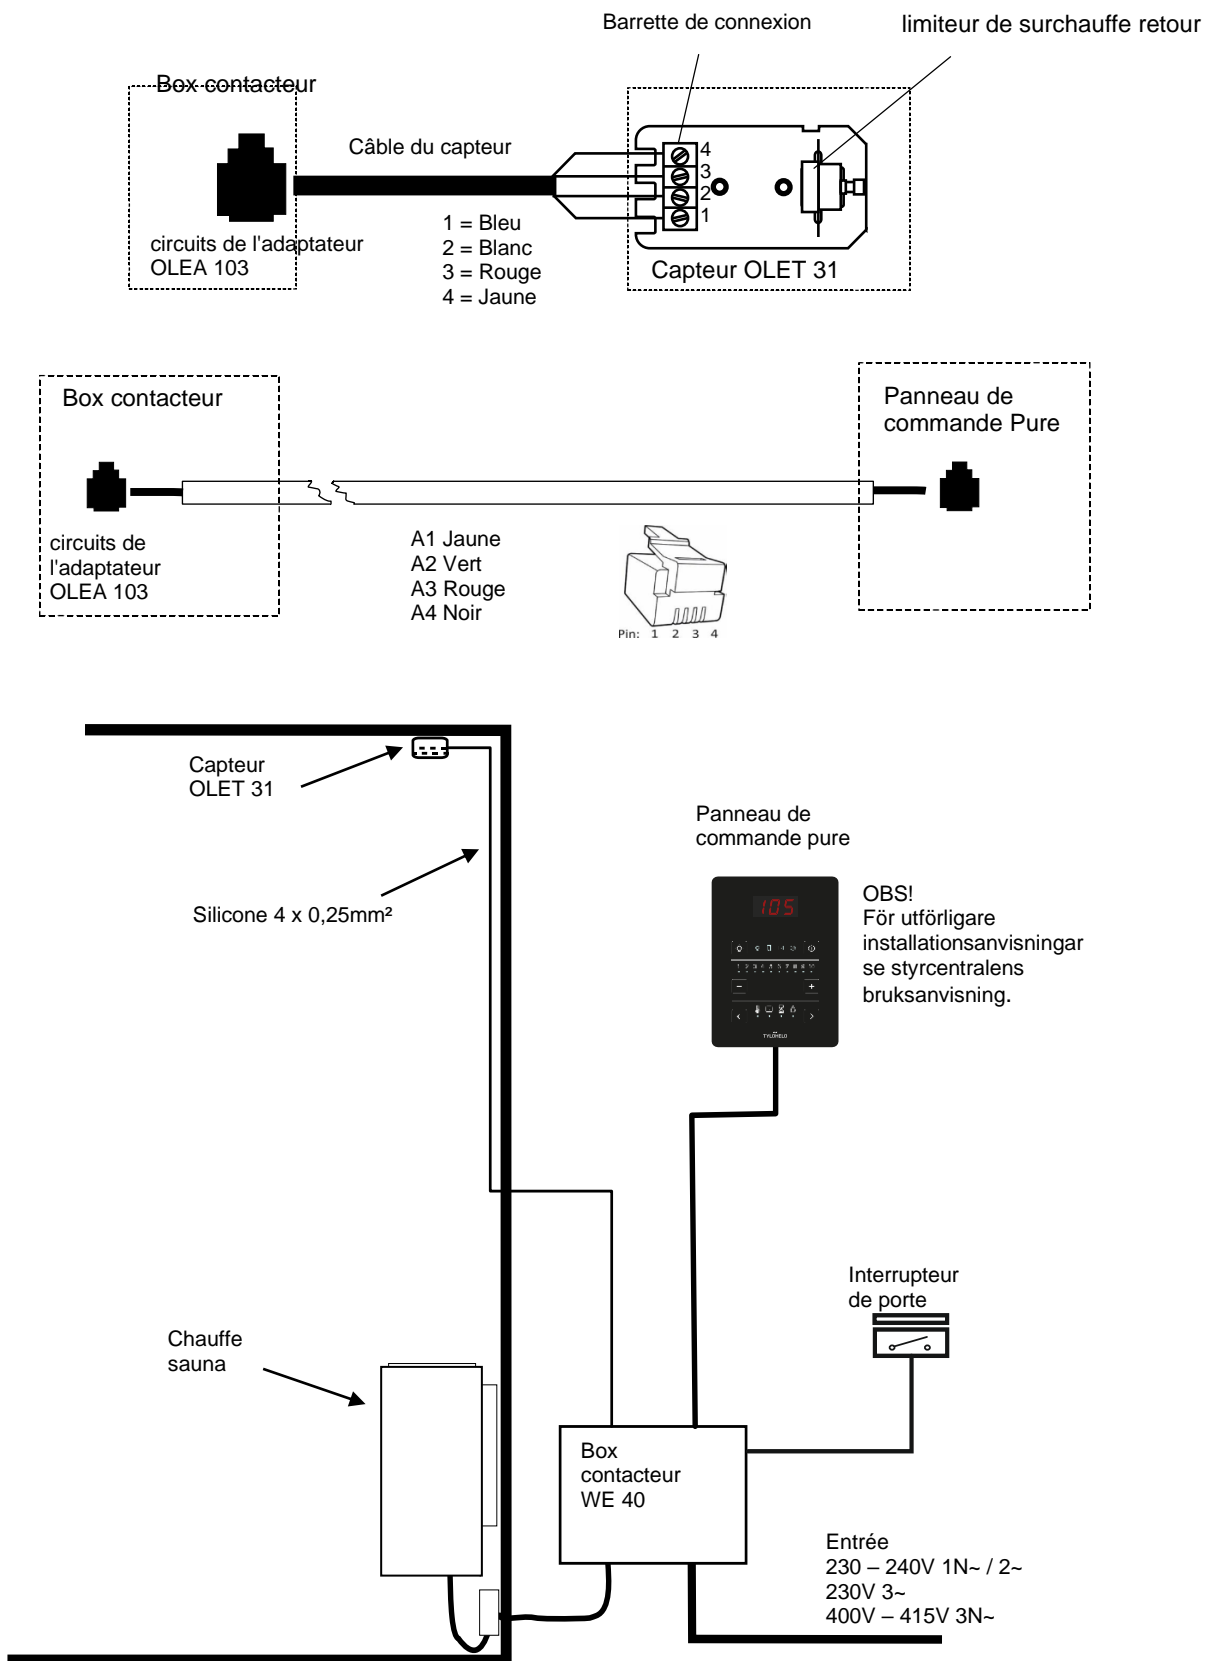 Barrette de connexion
limiteur de surchauffe retour
Box contacteur
Câble du capteur
4
3
2
1
1 = Bleu
2 = Blanc
3 = Rouge
4 = Jaune
circuits de l'adaptateur
OLEA 103
Capteur OLET 31
Box contacteur
Panneau de
commande Pure
circuits de
l'adaptateur
OLEA 103
A1 Jaune
A2 Vert
A3 Rouge
A4 Noir
Pin: 1 2 3 4
Capteur
OLET 31
Silicone 4 x 0,25mm²
Panneau de
commande pure
105
TYLÖHELO
OBS!
För utförligare
installationsanvisningar
se styrcentralens
bruksanvisning.
Interrupteur
de porte
Chauffe
sauna
Box
contacteur
WE 40
Entrée
230 – 240V 1N~ / 2~
230V 3~
400V – 415V 3N~